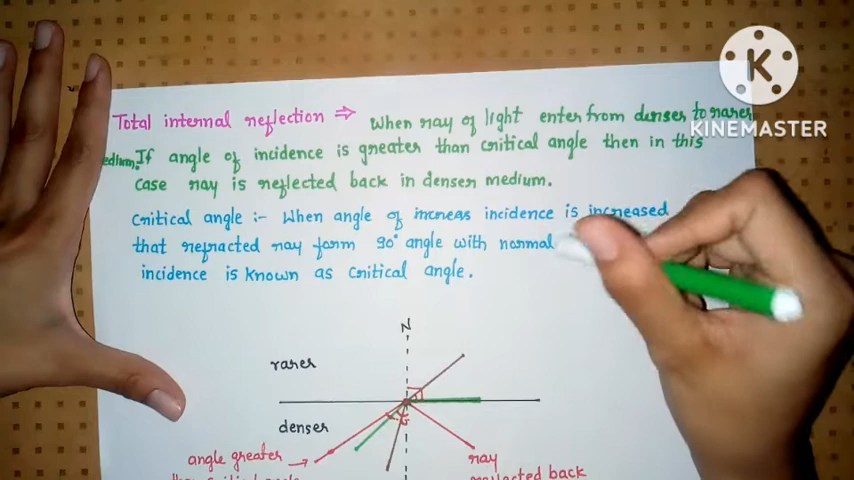 Total internal reflection ⇒ When ray of light enter from denser to rarer
medium. If angle of incidence is greater than critical angle then in this
case ray is reflected back in denser medium.
Critical angle :- When angle of increas incidence is increased
that refracted ray form 90° angle with normal
incidence is known as critical angle.
N
rarer
denser
angle greater
than critical angle
ray
reflected back
KINEMASTER